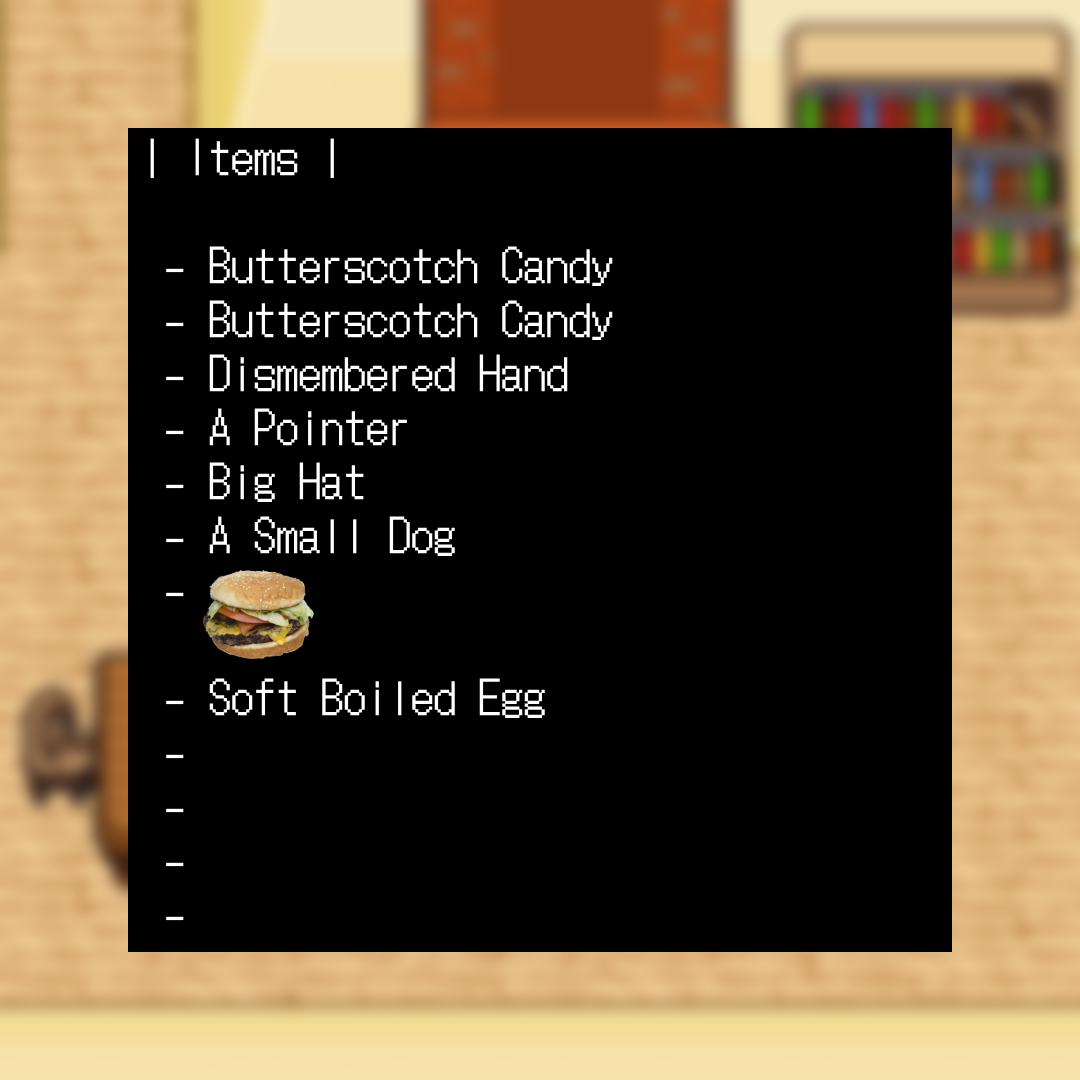 | Items |
- Butterscotch Candy
- Butterscotch Candy
- Dismembered Hand
- A Pointer
- Big Hat
- A Small Dog
-
- Soft Boiled Egg
-
-
-
-